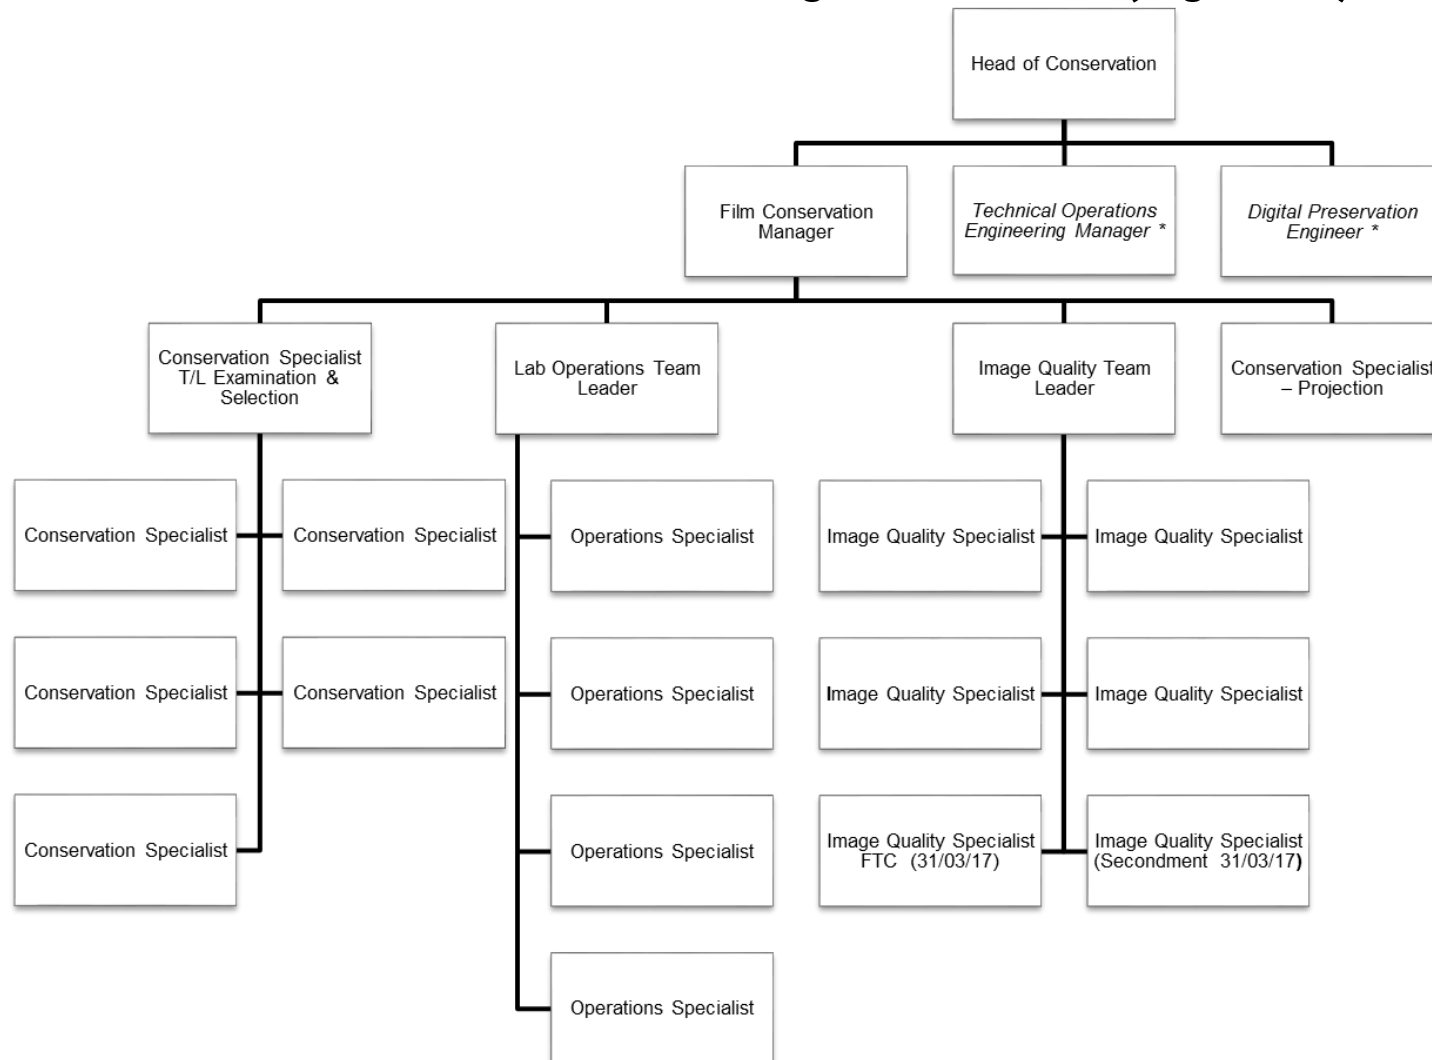 Head of Conservation
Film Conservation
Manager
Technical Operations
Engineering Manager *
Digital Preservation
Engineer *
Conservation Specialist
T/L Examination &
Selection
Lab Operations Team
Leader
Image Quality Team
Leader
Conservation Specialist
– Projection
Conservation Specialist
Conservation Specialist
Operations Specialist
Image Quality Specialist
Image Quality Specialist
Conservation Specialist
Conservation Specialist
Operations Specialist
Image Quality Specialist
Image Quality Specialist
Conservation Specialist
Operations Specialist
Image Quality Specialist
FTC (31/03/17)
Image Quality Specialist
(Secondment 31/03/17)
Operations Specialist